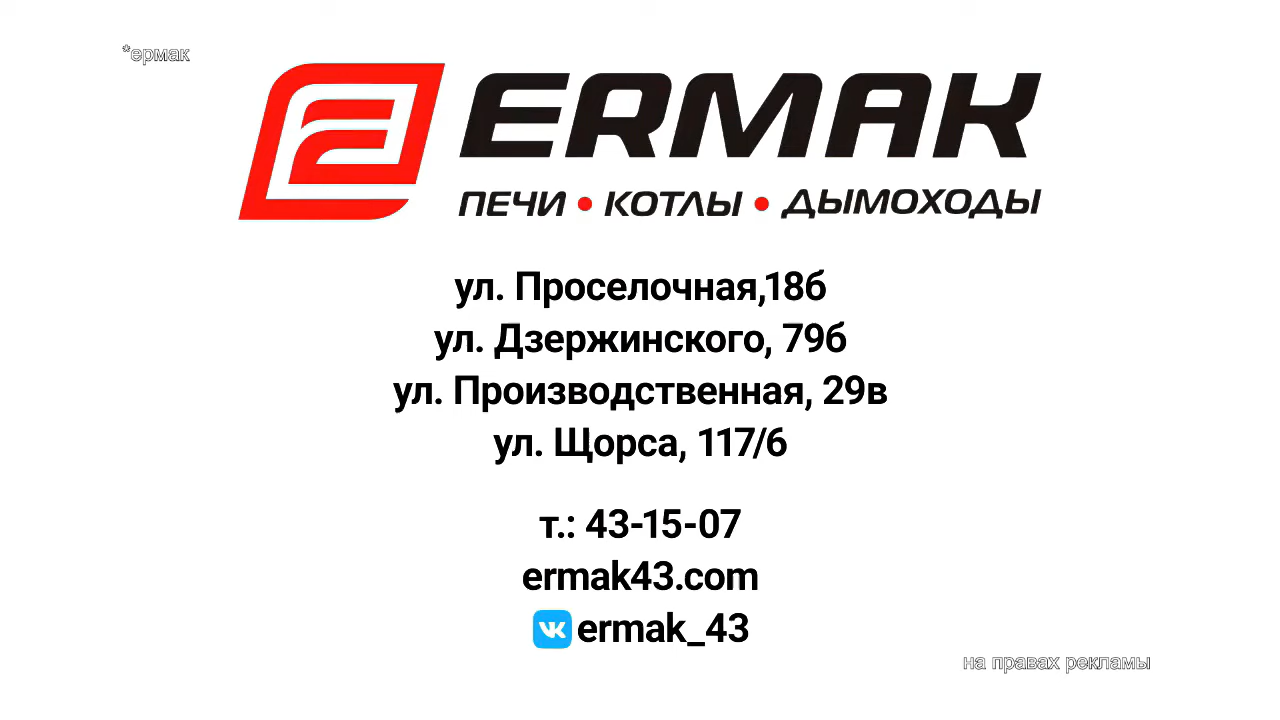 *ермак
ERMAK
ПЕЧИ • КОТЛЫ • ДЫМОХОДЫ
ул. Проселочная,18б
ул. Дзержинского, 79б
ул. Производственная, 29в
ул. Щорса, 117/6
т.: 43-15-07
ermak43.com
ermak_43
на правах рекламы